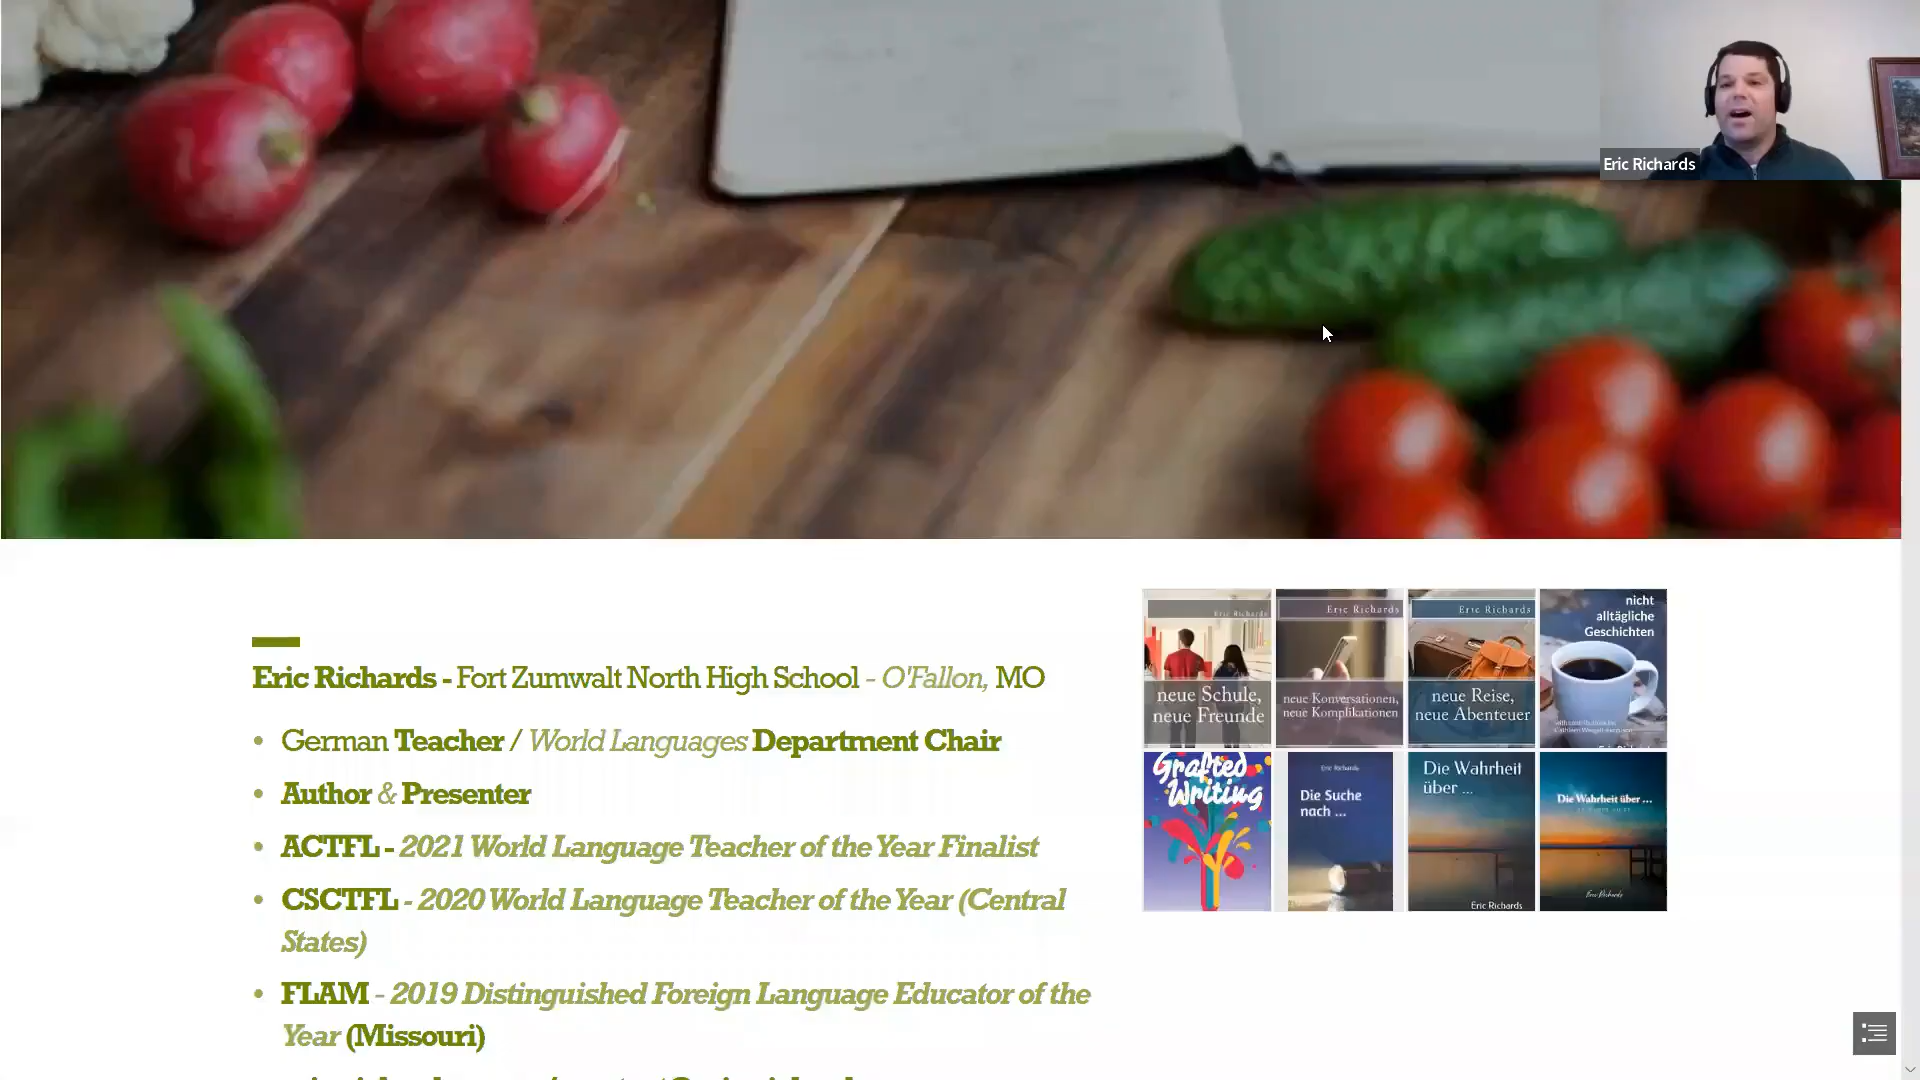 Eric Richards
Eric Richards - Fort Zumwalt North High School - O'Fallon, MO
• German Teacher / World Languages Department Chair
• Author & Presenter
• ACTFL - 2021 World Language Teacher of the Year Finalist
• CSCTFL - 2020 World Language Teacher of the Year (Central
States)
• FLAM - 2019 Distinguished Foreign Language Educator of the
Year (Missouri)
Eric Richards
neue Schule,
neue Freunde
Eric Richards
neue Konversationen,
neue Komplikationen
Eric Richards
neue Reise,
neue Abenteuer
nicht
alltägliche
Geschichten
Grafted
Writing
Eric Richards
Die Suche
nach ...
Die Wahrheit
über ...
Eric Richards
Die Wahrheit über ...
Eric Richards